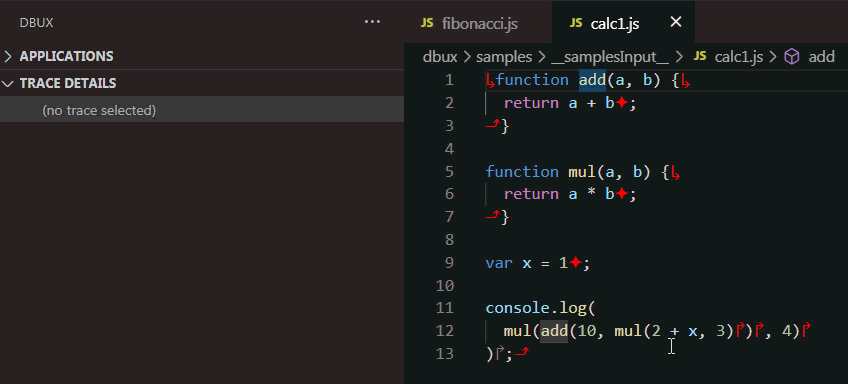 DBUX ...
APPLICATIONS
TRACE DETAILS
(no trace selected)
JS fibonacci.js JS calc1.js ×
dbux > samples > __samplesInput__ > JS calc1.js > add
1 ↳function add(a, b) {↳
2 return a + b✦;
3 ⮥}
4
5 function mul(a, b) {↳
6 return a * b✦;
7 ⮥}
8
9 var x = 1✦;
10
11 console.log(
12 mul(add(10, mul(2 + x, 3)↱)↱, 4)↱
13 )↱;⮥